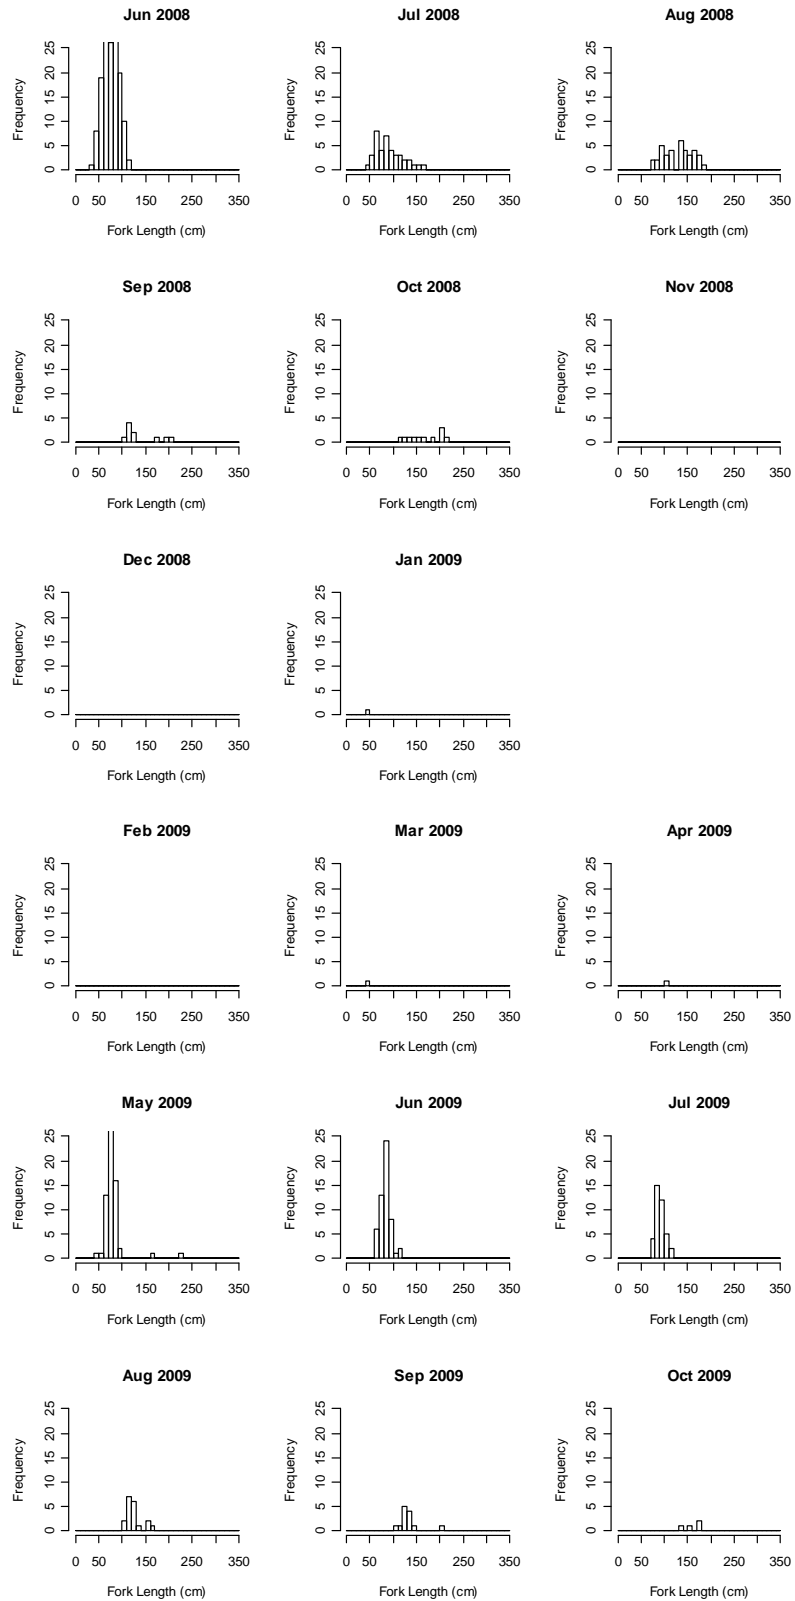 Jun 2008
Frequency
0 5 10 15 20 25
0 50 150 250 350
Fork Length (cm)
Jul 2008
Frequency
0 5 10 15 20 25
0 50 150 250 350
Fork Length (cm)
Aug 2008
Frequency
0 5 10 15 20 25
0 50 150 250 350
Fork Length (cm)
Sep 2008
Frequency
0 5 10 15 20 25
0 50 150 250 350
Fork Length (cm)
Oct 2008
Frequency
0 5 10 15 20 25
0 50 150 250 350
Fork Length (cm)
Nov 2008
Frequency
0 5 10 15 20 25
0 50 150 250 350
Fork Length (cm)
Dec 2008
Frequency
0 5 10 15 20 25
0 50 150 250 350
Fork Length (cm)
Jan 2009
Frequency
0 5 10 15 20 25
0 50 150 250 350
Fork Length (cm)
Feb 2009
Frequency
0 5 10 15 20 25
0 50 150 250 350
Fork Length (cm)
Mar 2009
Frequency
0 5 10 15 20 25
0 50 150 250 350
Fork Length (cm)
Apr 2009
Frequency
0 5 10 15 20 25
0 50 150 250 350
Fork Length (cm)
May 2009
Frequency
0 5 10 15 20 25
0 50 150 250 350
Fork Length (cm)
Jun 2009
Frequency
0 5 10 15 20 25
0 50 150 250 350
Fork Length (cm)
Jul 2009
Frequency
0 5 10 15 20 25
0 50 150 250 350
Fork Length (cm)
Aug 2009
Frequency
0 5 10 15 20 25
0 50 150 250 350
Fork Length (cm)
Sep 2009
Frequency
0 5 10 15 20 25
0 50 150 250 350
Fork Length (cm)
Oct 2009
Frequency
0 5 10 15 20 25
0 50 150 250 350
Fork Length (cm)